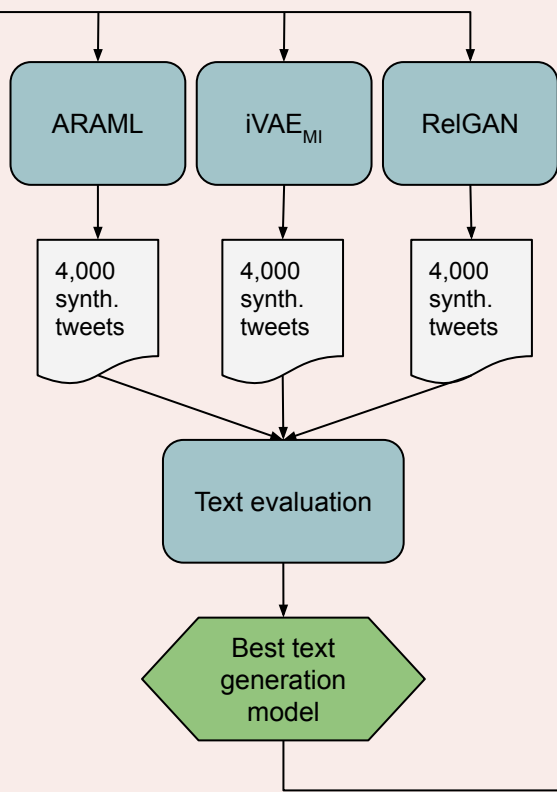 ARAML
iVAEMI
RelGAN
4,000
synth.
tweets
4,000
synth.
tweets
4,000
synth.
tweets
Text evaluation
Best text
generation
model